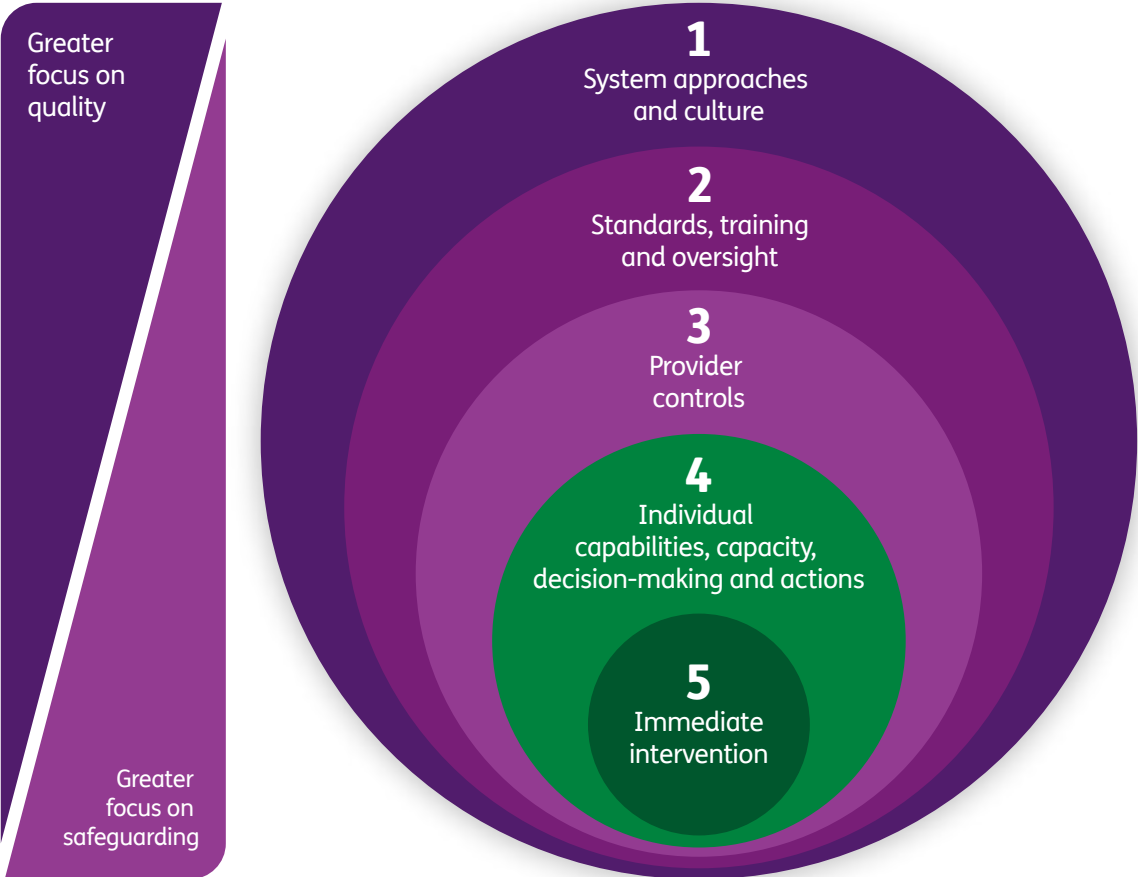 Greater
focus on
quality
Greater
focus on
safeguarding
1
System approaches
and culture
2
Standards, training
and oversight
3
Provider
controls
4
Individual
capabilities, capacity,
decision-making and actions
5
Immediate
intervention